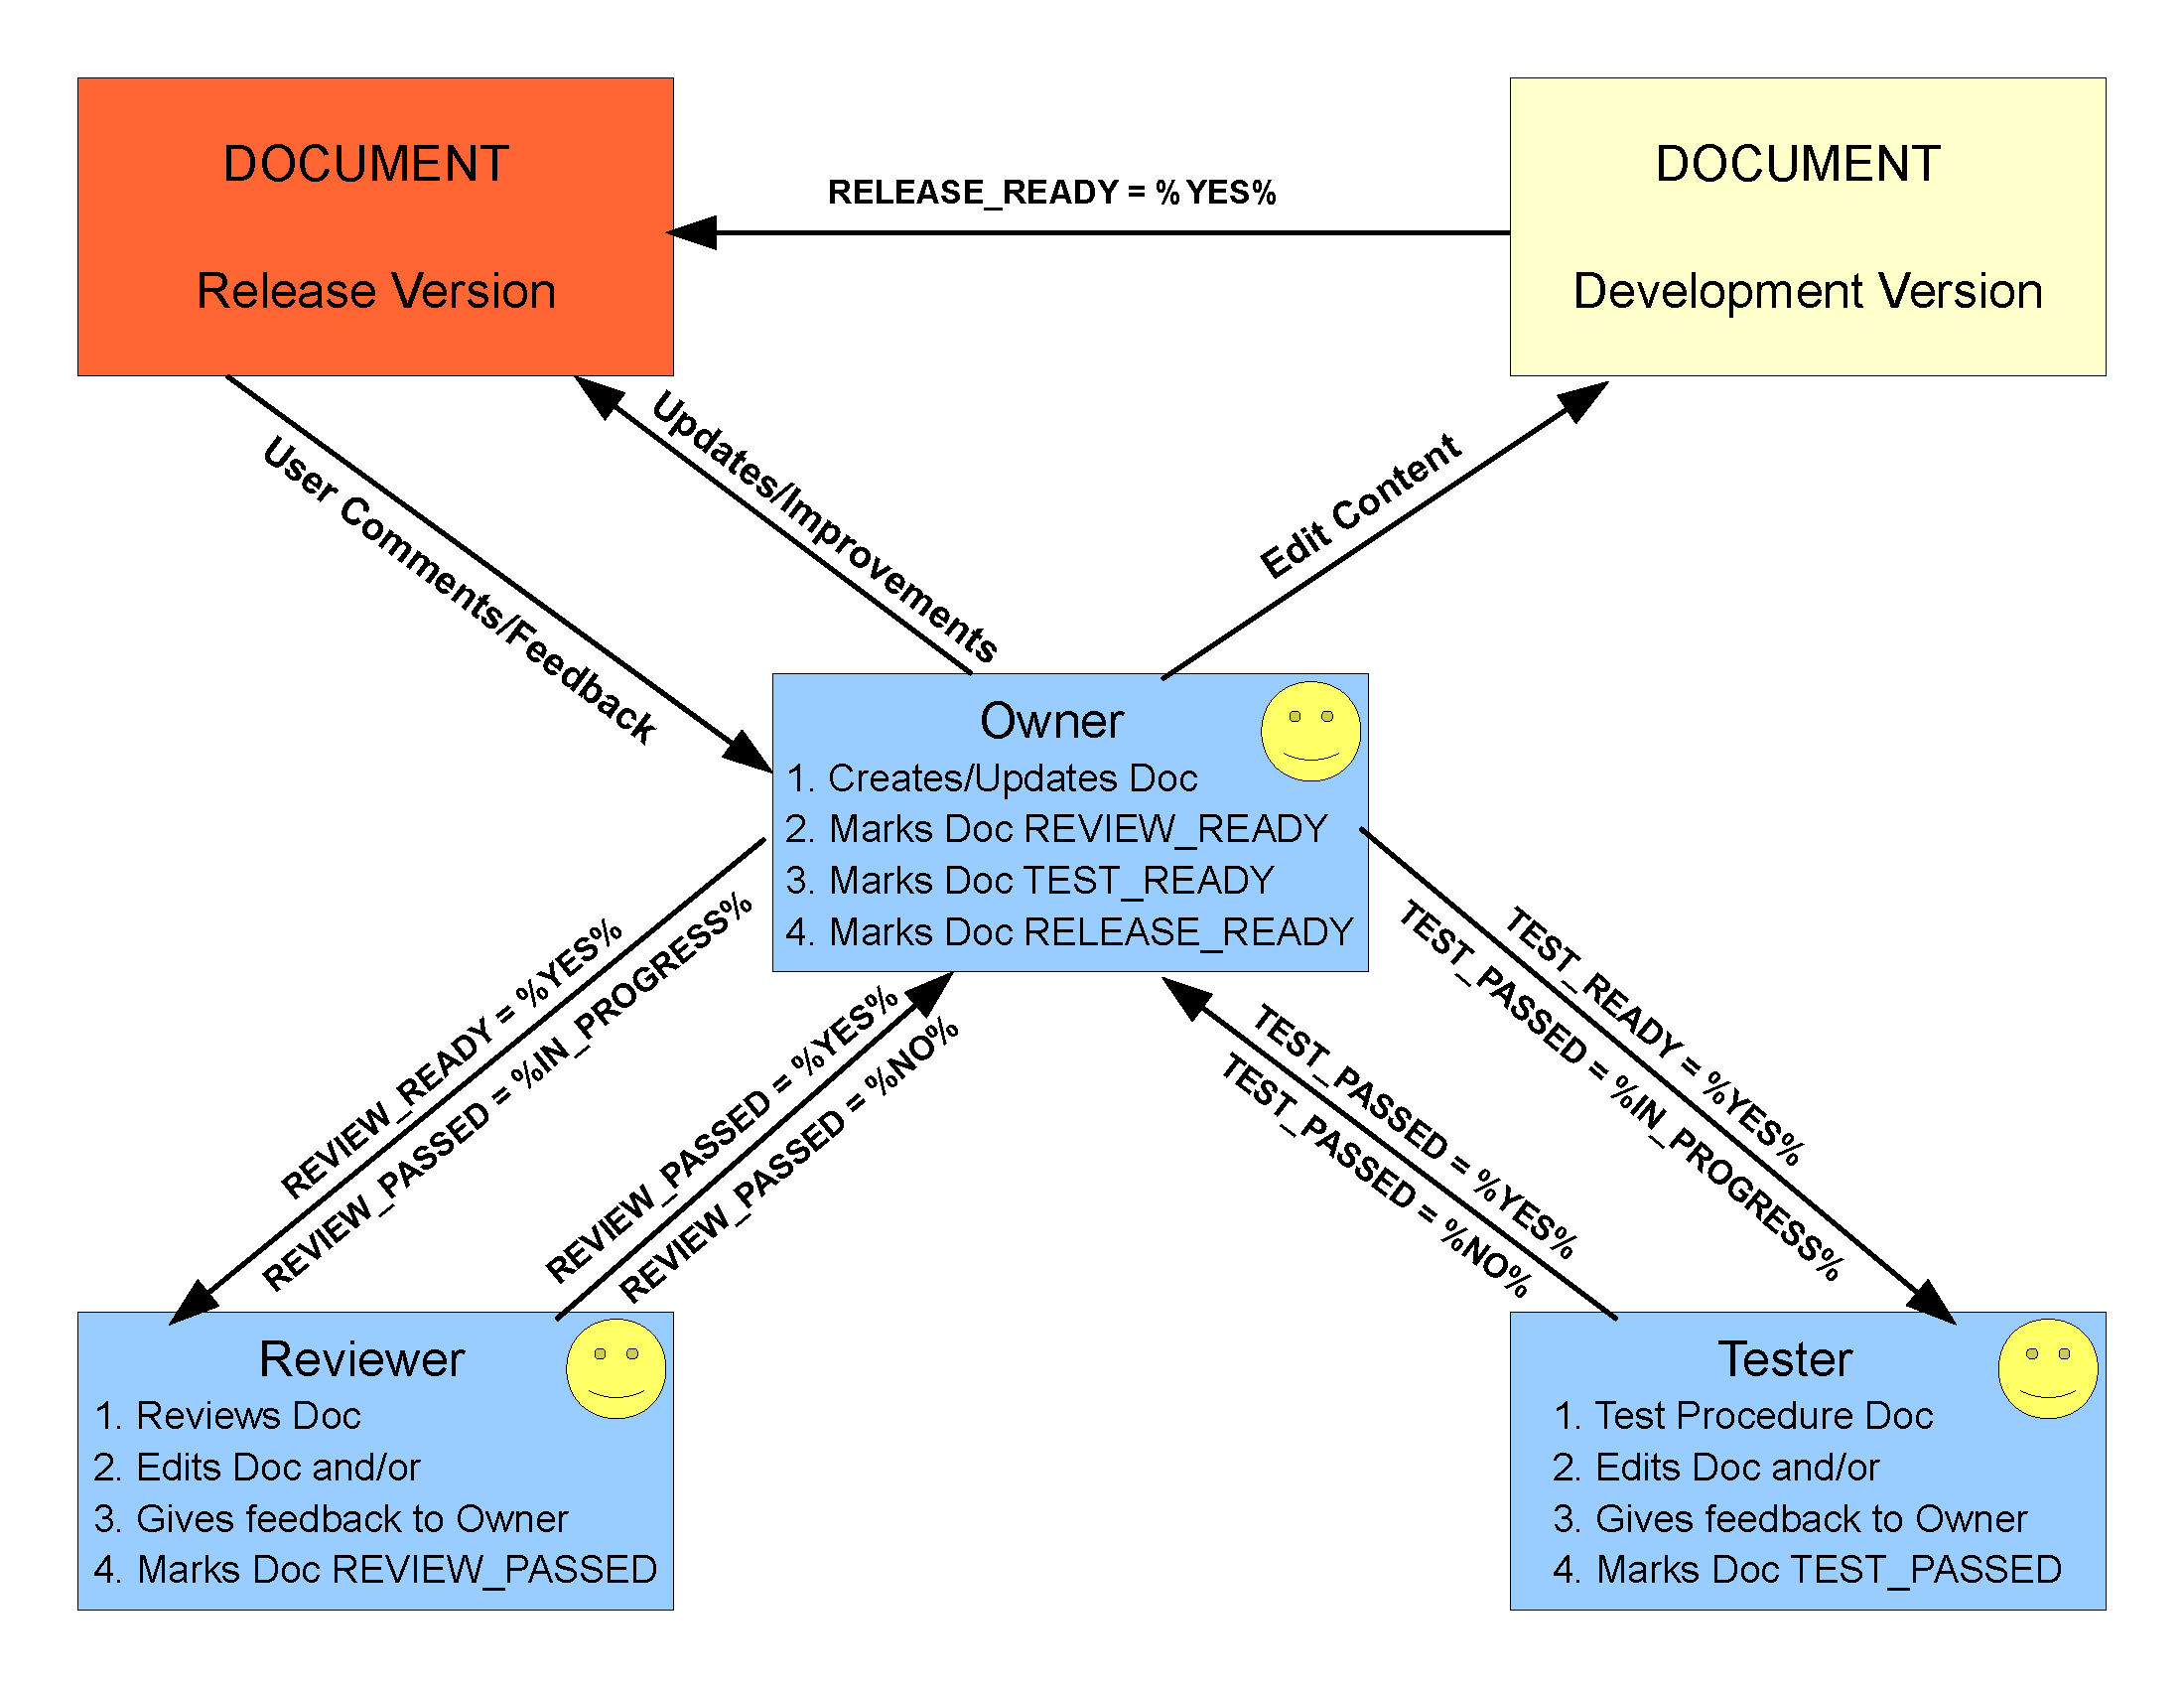 DOCUMENT
Release Version
RELEASE_READY = %YES%
DOCUMENT
Development Version
User Comments/Feedback
Updates/Improvements
Edit Content
Owner
1. Creates/Updates Doc
2. Marks Doc REVIEW_READY
3. Marks Doc TEST_READY
4. Marks Doc RELEASE_READY
REVIEW_READY = %YES%
REVIEW_PASSED = %IN_PROGRESS%
REVIEW_PASSED = %YES%
REVIEW_PASSED = %NO%
TEST_PASSED = %YES%
TEST_PASSED = %NO%
TEST_READY = %YES%
TEST_PASSED = %IN_PROGRESS%
Reviewer
1. Reviews Doc
2. Edits Doc and/or
3. Gives feedback to Owner
4. Marks Doc REVIEW_PASSED
Tester
1. Test Procedure Doc
2. Edits Doc and/or
3. Gives feedback to Owner
4. Marks Doc TEST_PASSED